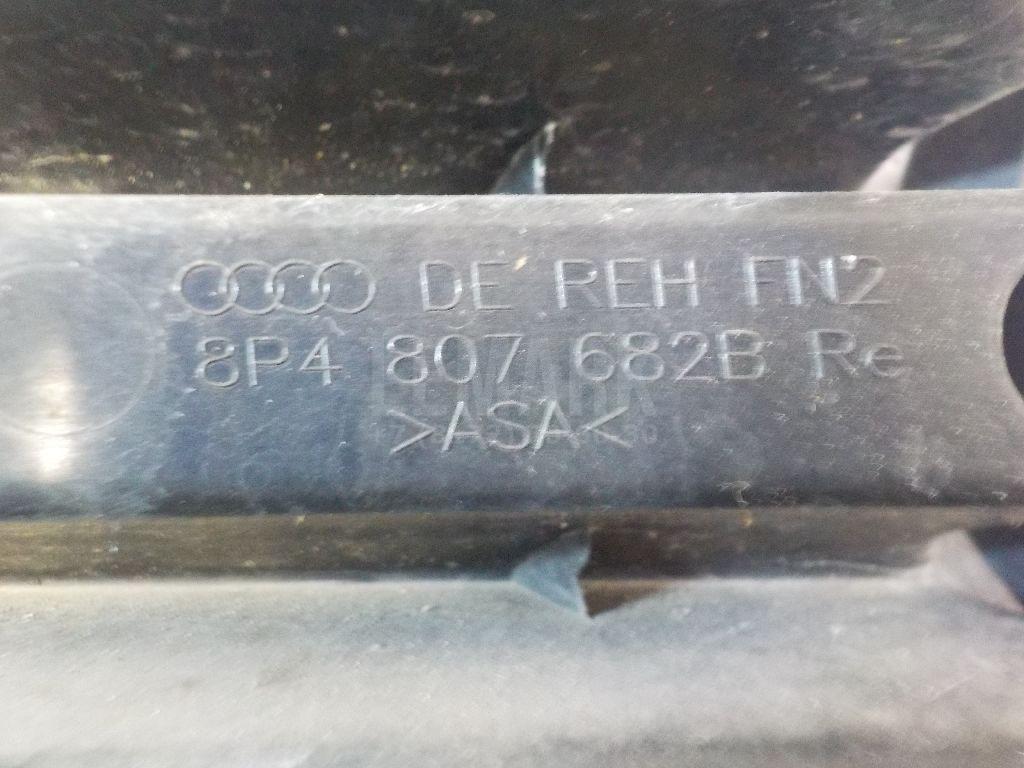 DE REH FN2
8P4 807 682B Re
>ASA<